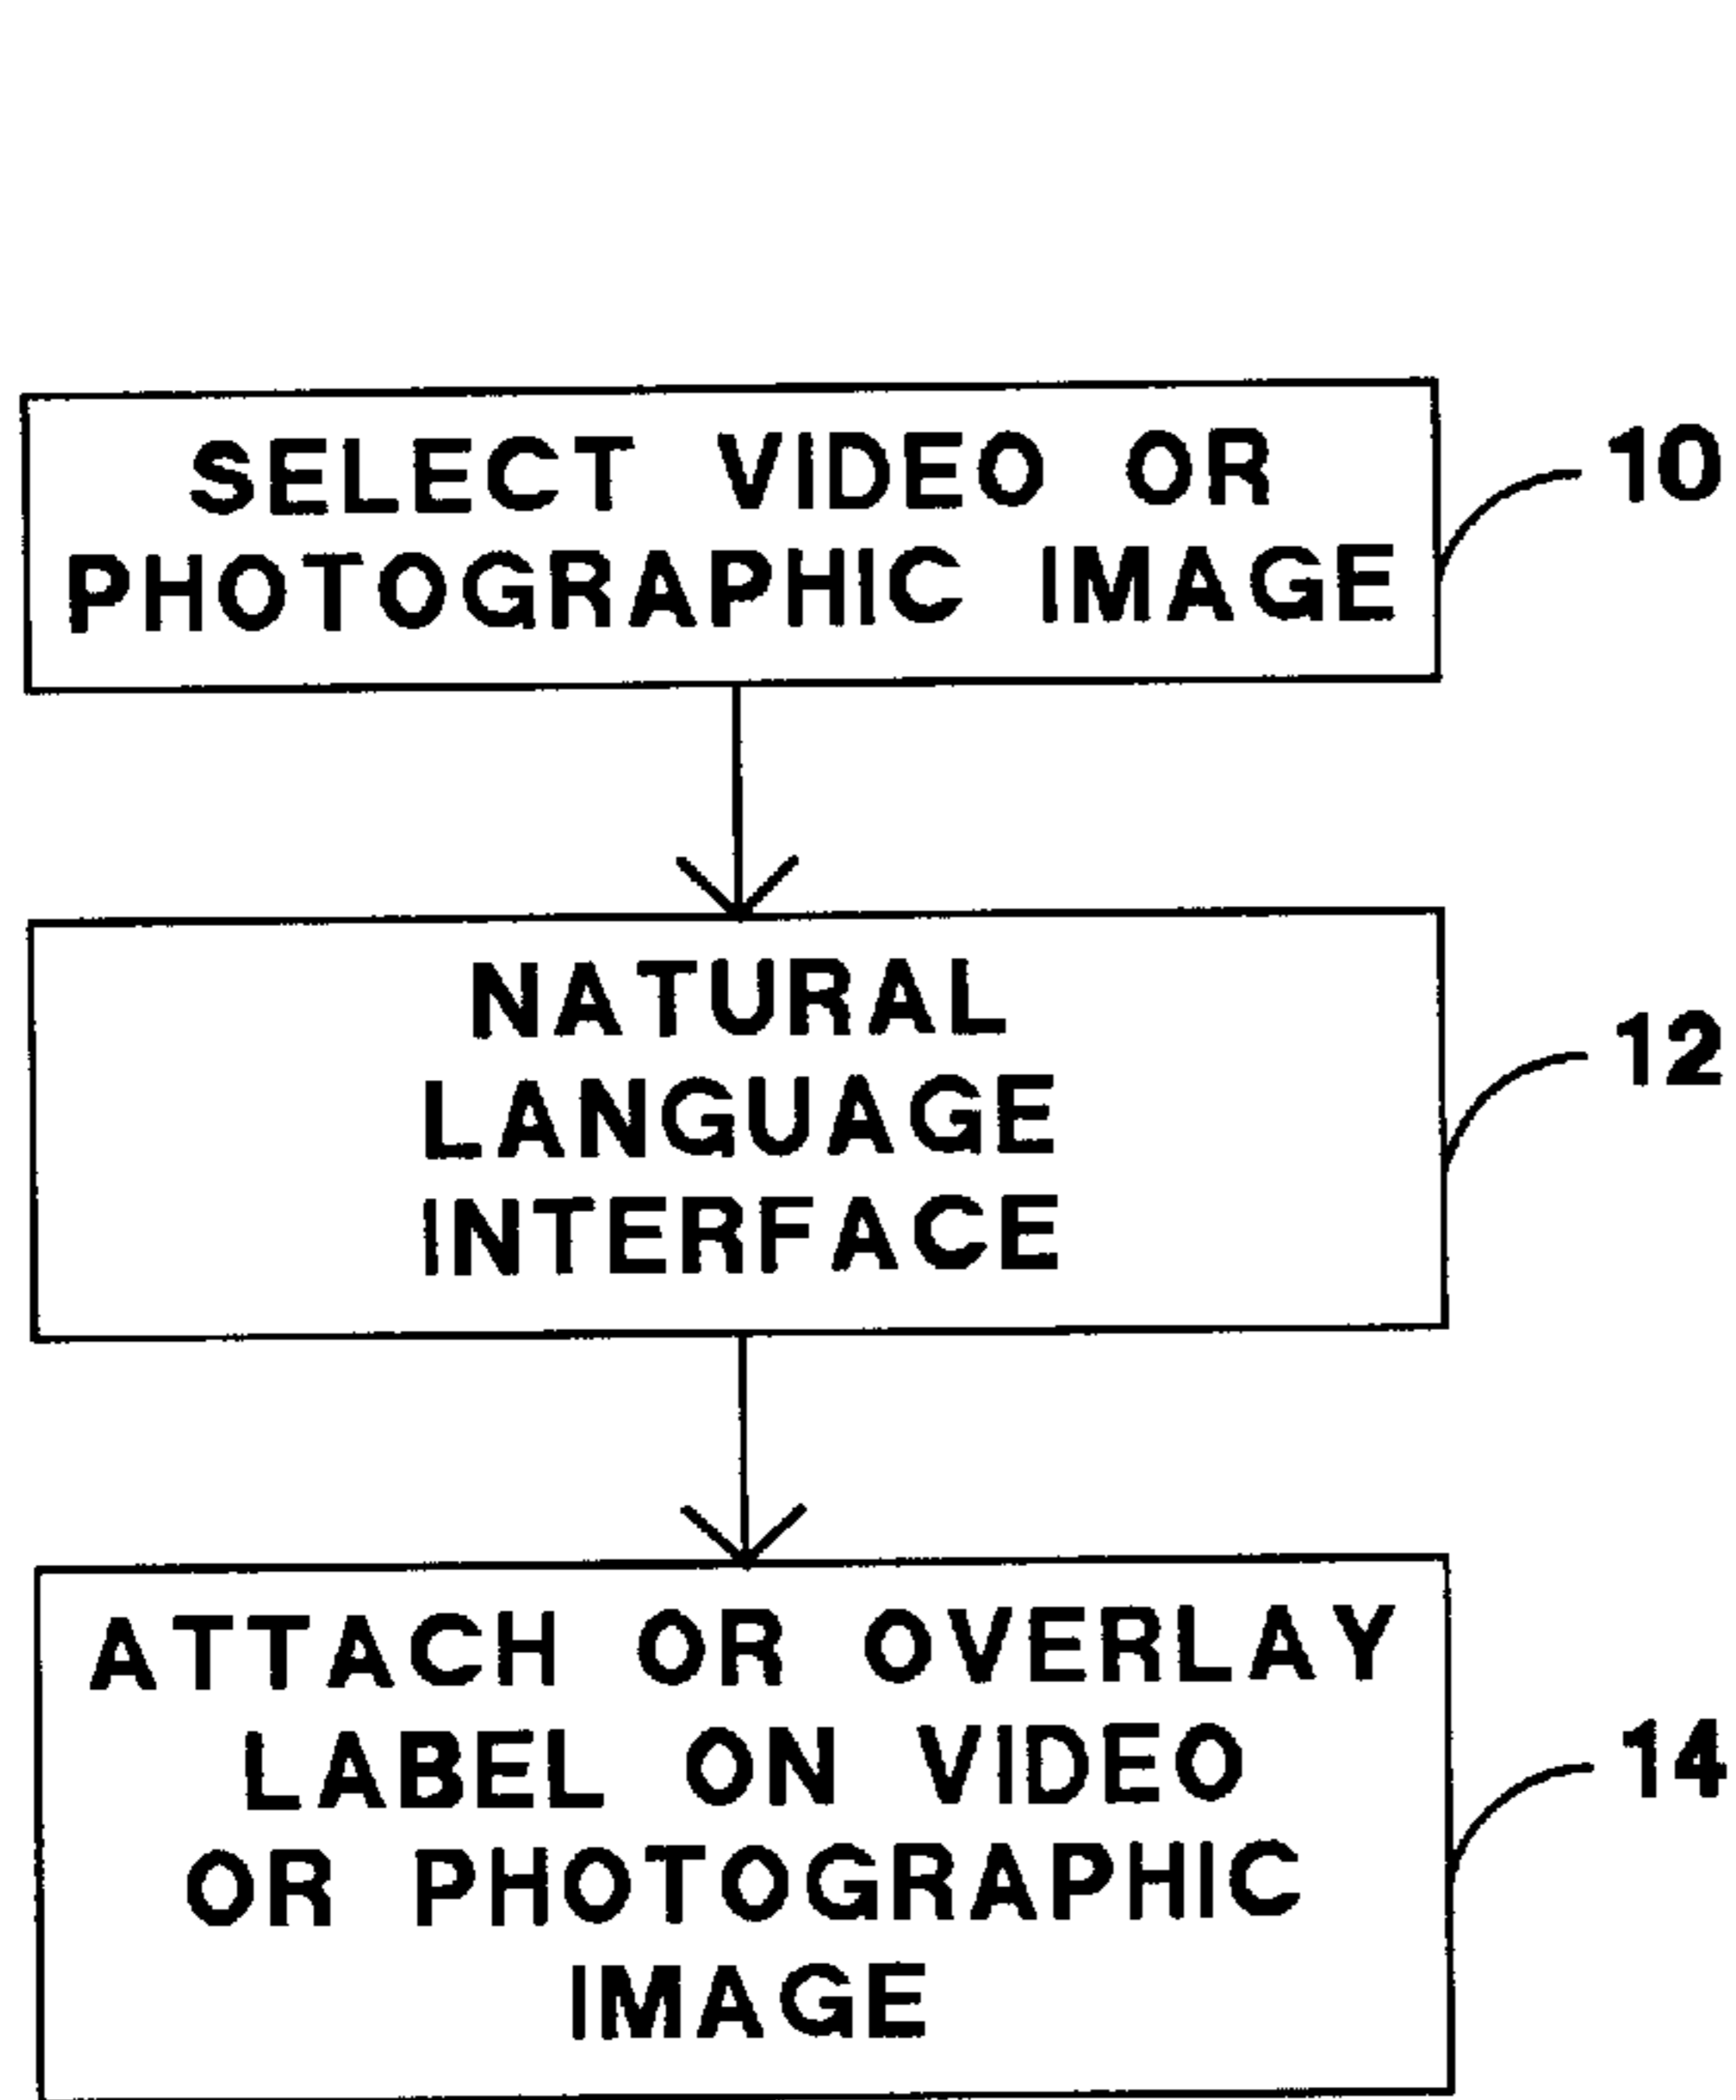 SELECT VIDEO OR
PHOTOGRAPHIC IMAGE
10
NATURAL
LANGUAGE
INTERFACE
12
ATTACH OR OVERLAY
LABEL ON VIDEO
OR PHOTOGRAPHIC
IMAGE
14